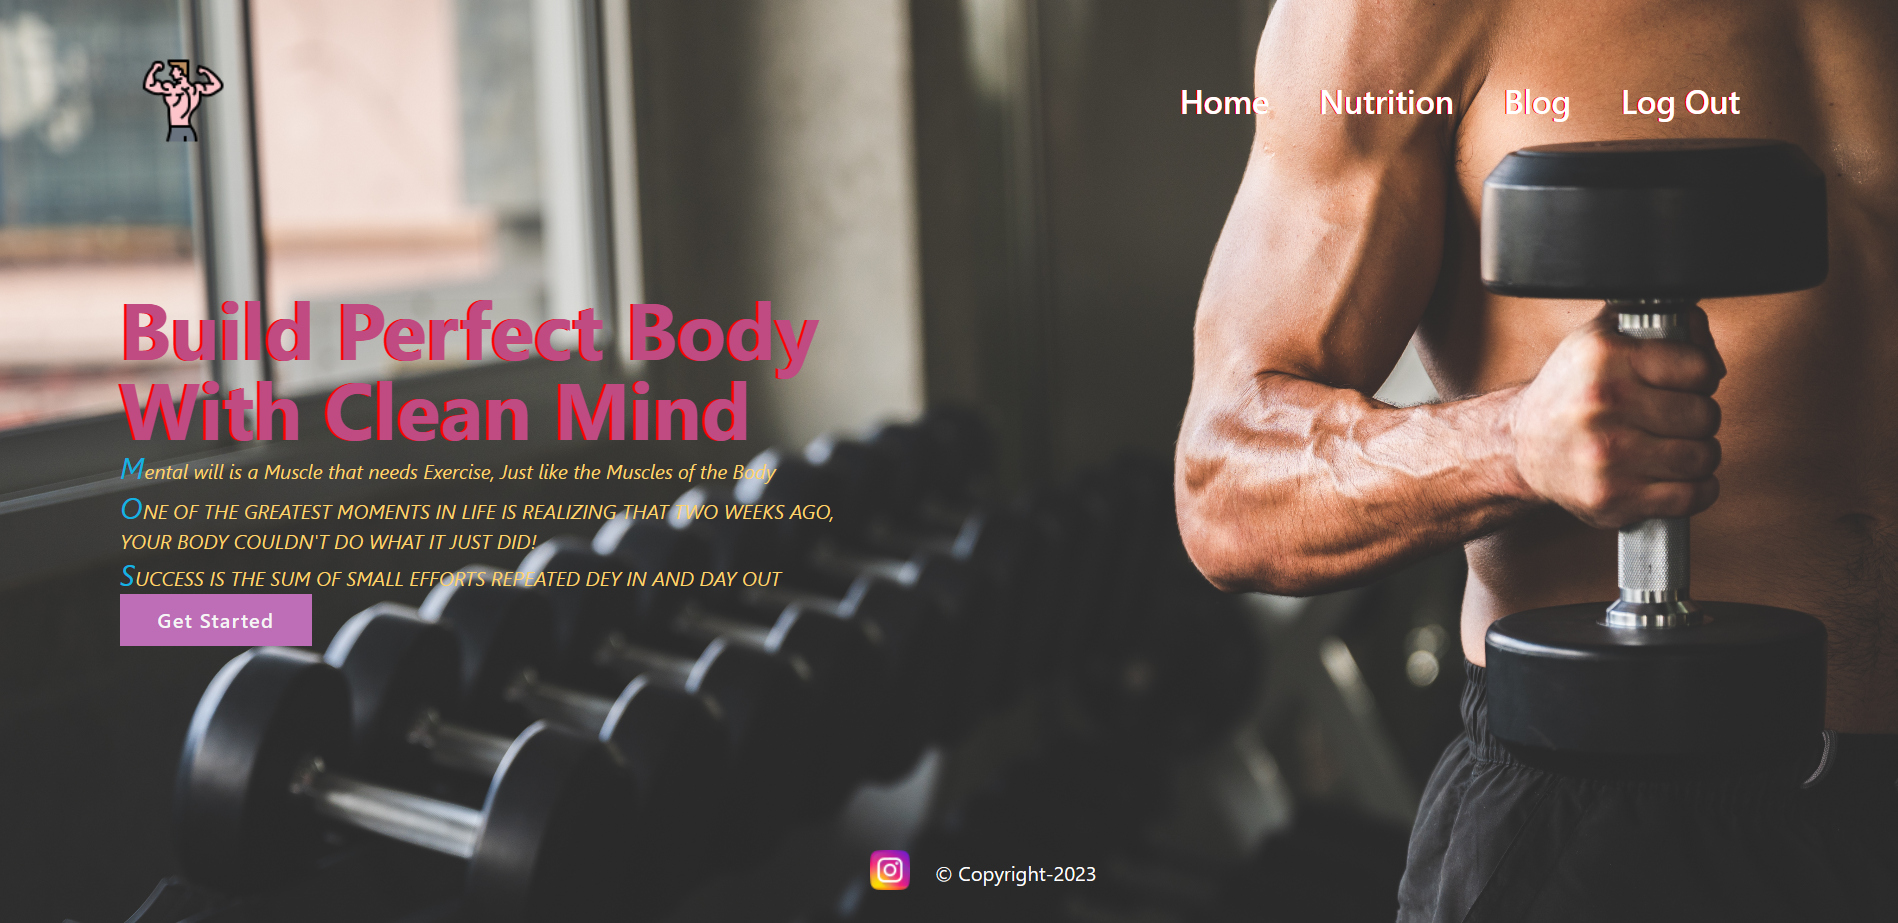 Home Nutrition Blog Log Out
Build Perfect Body
With Clean Mind
Mental will is a Muscle that needs Exercise, Just like the Muscles of the Body
ONE OF THE GREATEST MOMENTS IN LIFE IS REALIZING THAT TWO WEEKS AGO,
YOUR BODY COULDN'T DO WHAT IT JUST DID!
SUCCESS IS THE SUM OF SMALL EFFORTS REPEATED DEY IN AND DAY OUT
Get Started
© Copyright-2023